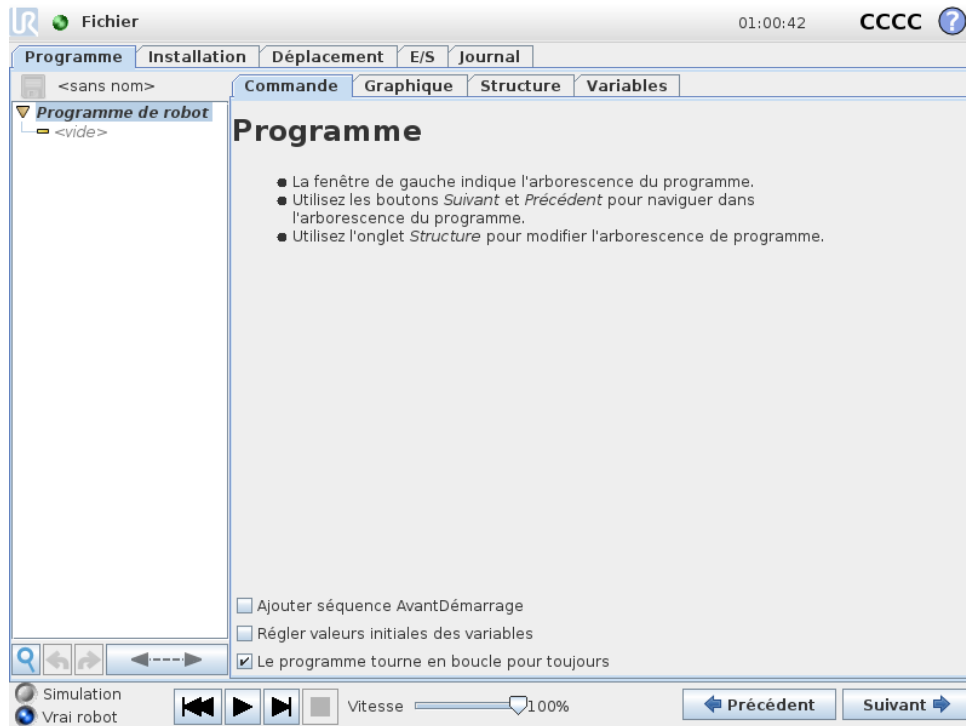 UR Fichier 01:00:42 CCCC ?
Programme Installation Déplacement E/S Journal
<sans nom> Commande Graphique Structure Variables
Programme de robot
<vide>
Programme
La fenêtre de gauche indique l'arborescence du programme.
Utilisez les boutons Suivant et Précédent pour naviguer dans
l'arborescence du programme.
Utilisez l'onglet Structure pour modifier l'arborescence de programme.
Ajouter séquence AvantDémarrage
Régler valeurs initiales des variables
Le programme tourne en boucle pour toujours
Simulation
Vrai robot
Vitesse 100% Précédent Suivant